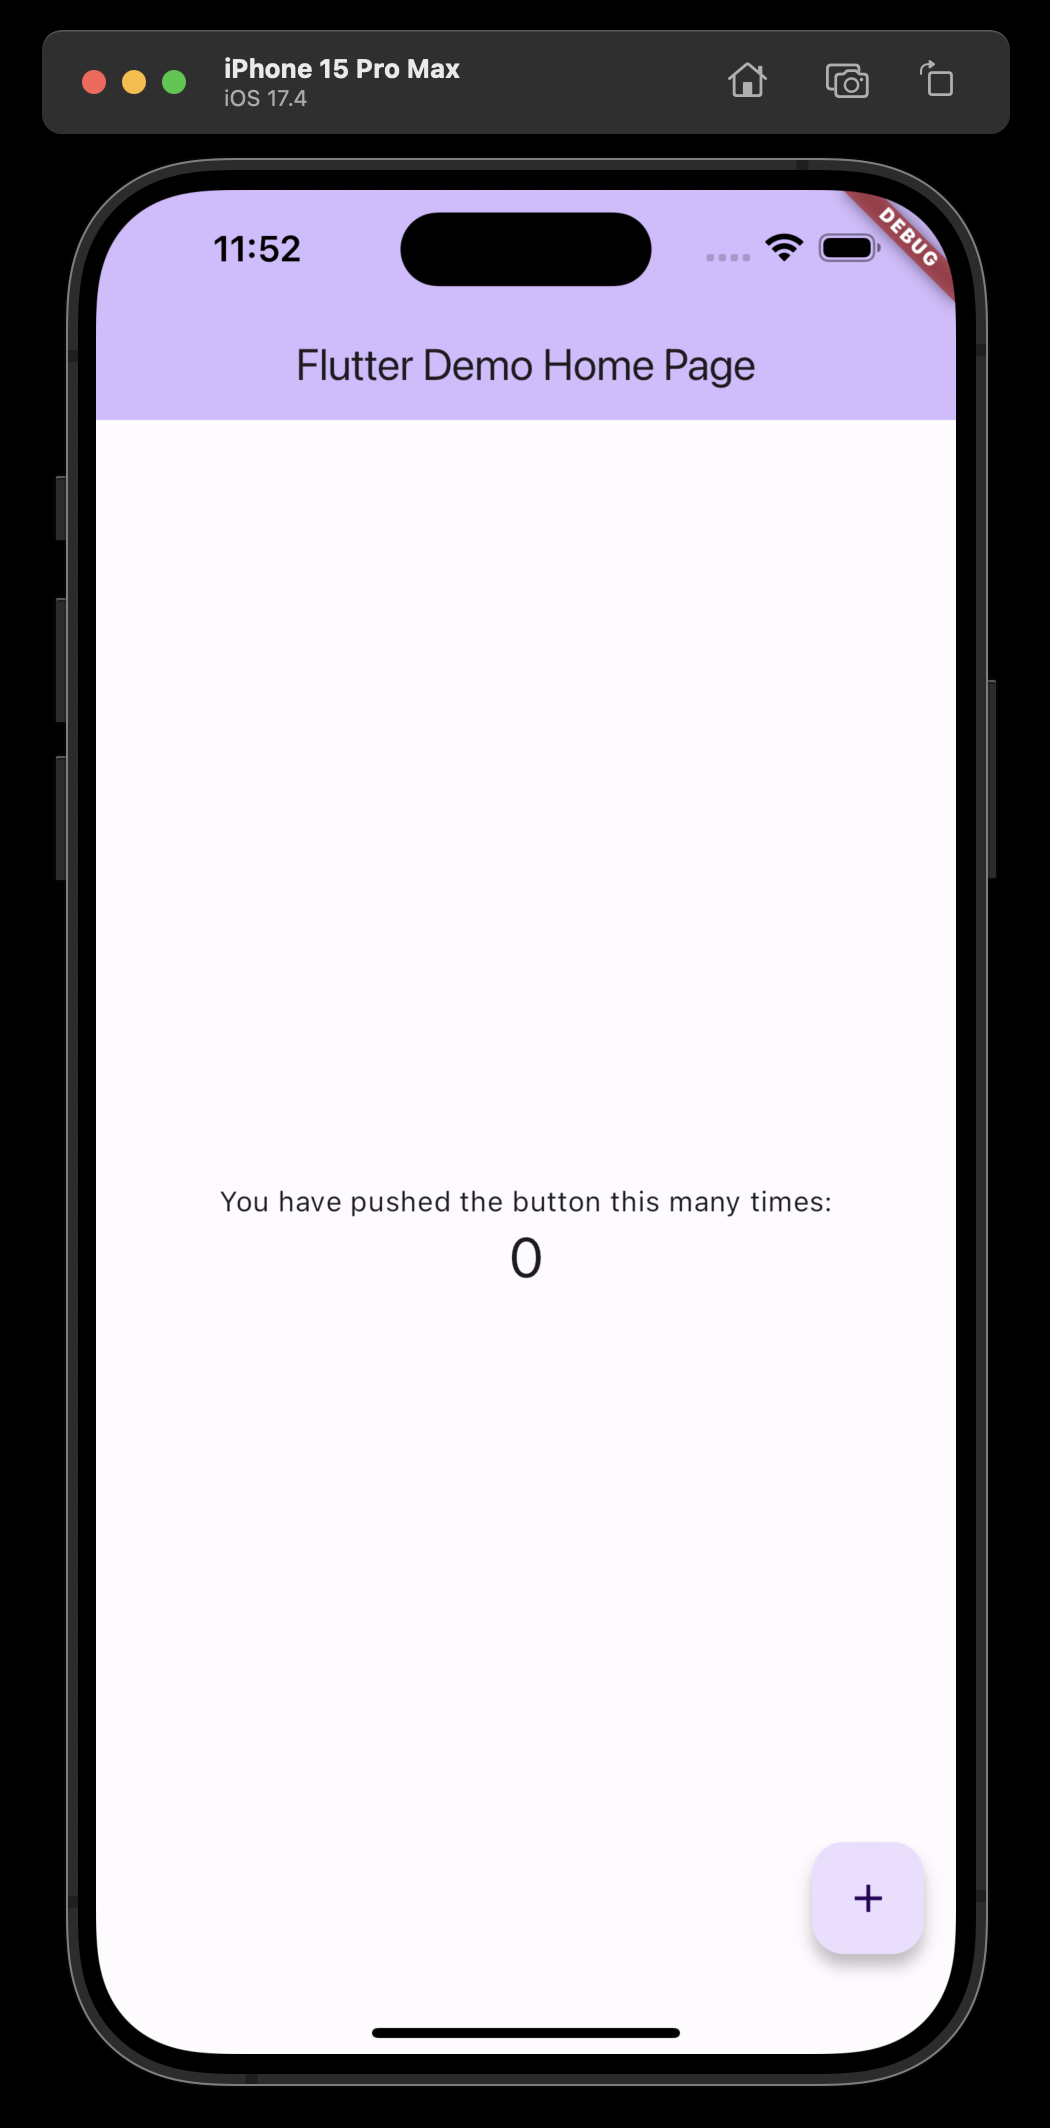 iPhone 15 Pro Max
iOS 17.4
11:52
DEBUG
Flutter Demo Home Page
You have pushed the button this many times:
0
+